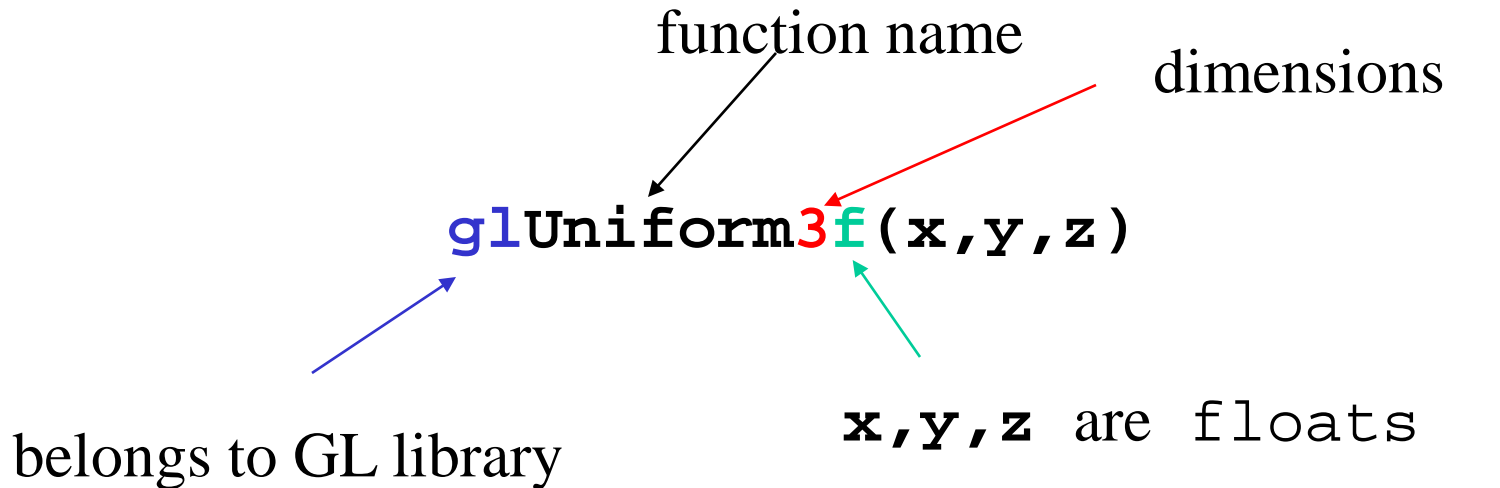 function name
dimensions
glUniform3f(x,y,z)
x,y,z are floats
belongs to GL library